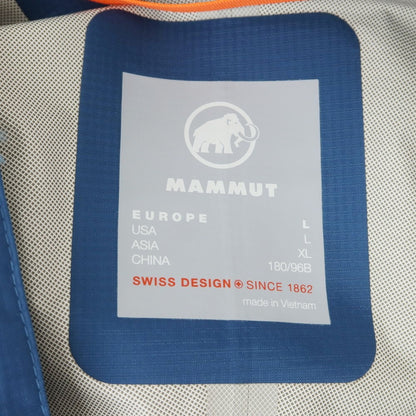 MAMMUT
EUROPE L
USA L
ASIA XL
CHINA 180/96B
SWISS DESIGN + SINCE 1862
made in Vietnam